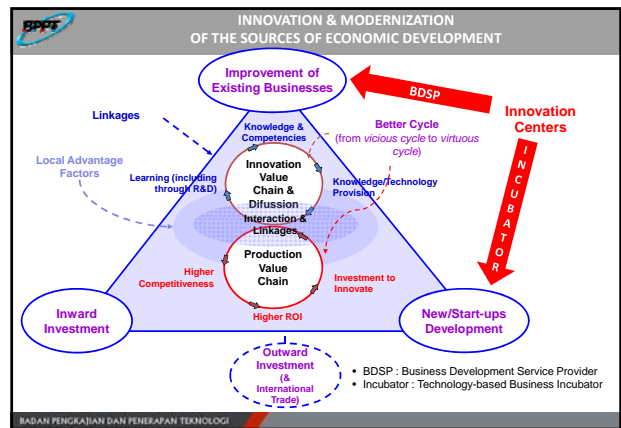 BPPT
INNOVATION & MODERNIZATION
OF THE SOURCES OF ECONOMIC DEVELOPMENT
Improvement of
Existing Businesses
BDSP
Innovation
Centers
INCUBATOR
Linkages
Local Advantage
Factors
Knowledge &
Competencies
Better Cycle
(from vicious cycle to virtuous
cycle)
Learning (including
through R&D)
Innovation
Value
Chain &
Difussion
Knowledge/Technology
Provision
Interaction &
Linkages
Production
Value
Chain
Higher
Competitiveness
Investment to
Innovate
Higher ROI
Inward
Investment
New/Start-ups
Development
Outward
Investment
(&
International
Trade)
• BDSP : Business Development Service Provider
• Incubator : Technology-based Business Incubator
BADAN PENGKAJIAN DAN PENERAPAN TEKNOLOGI